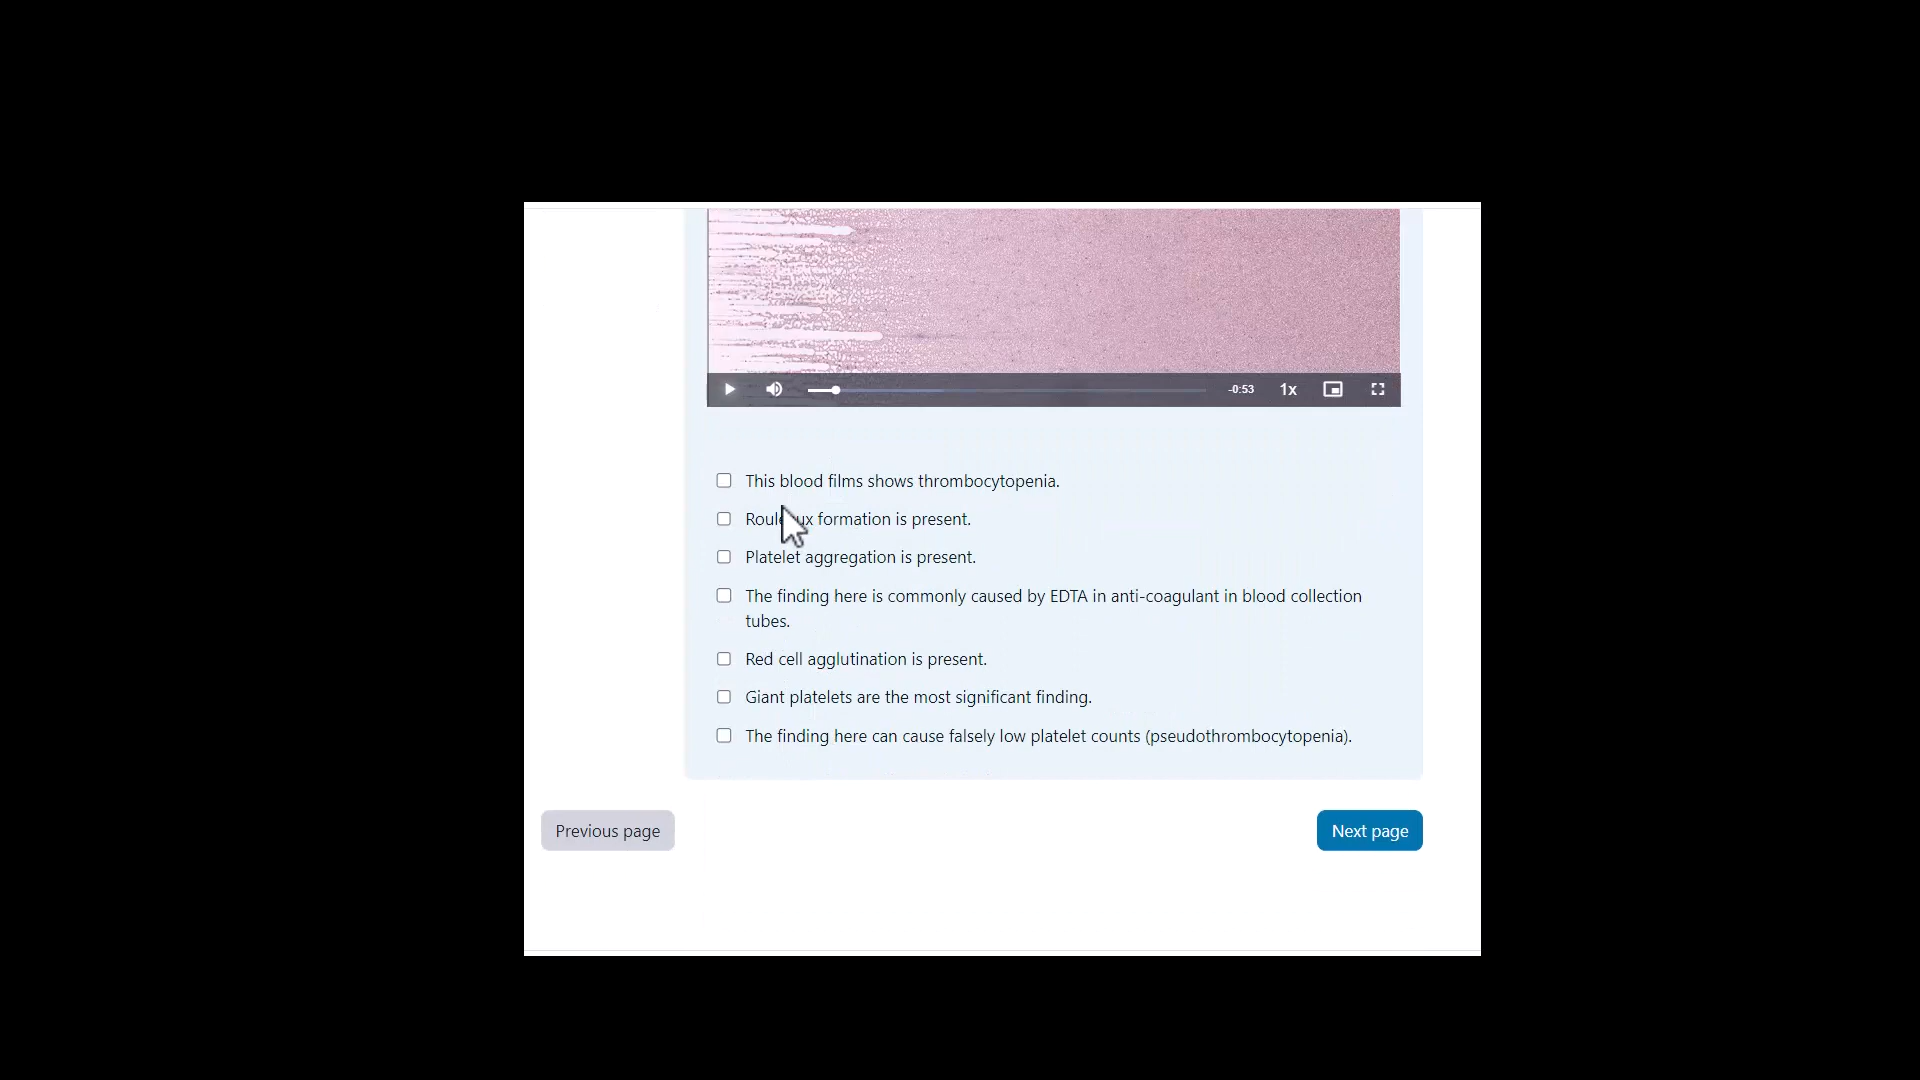 -0:53 1x
This blood films shows thrombocytopenia.
Rouleaux formation is present.
Platelet aggregation is present.
The finding here is commonly caused by EDTA in anti-coagulant in blood collection
tubes.
Red cell agglutination is present.
Giant platelets are the most significant finding.
The finding here can cause falsely low platelet counts (pseudothrombocytopenia).
Previous page Next page